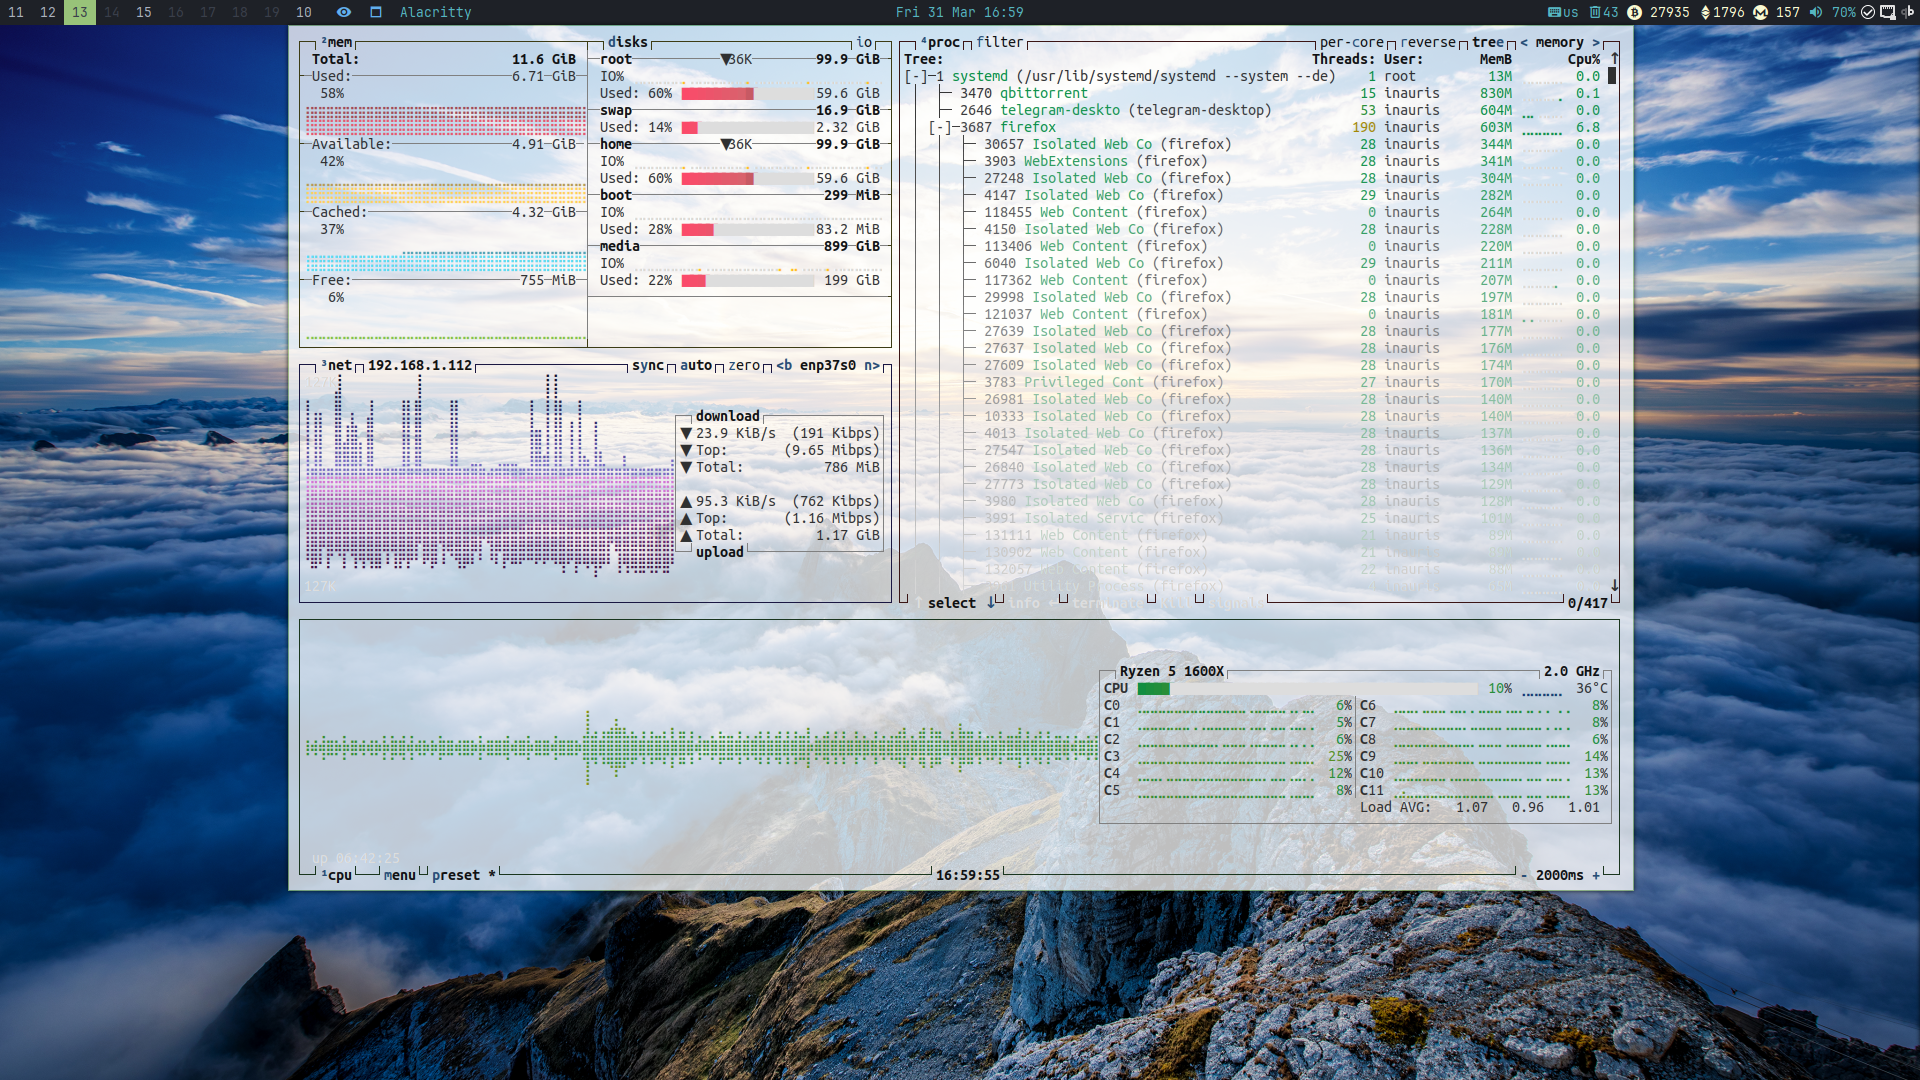 11 12 13 14 15 16 17 18 19 10 Alacritty
Fri 31 Mar 16:59
us 43 27935 1796 157 70%
²mem
Total: 11.6 GiB
Used: 6.71 GiB
58%
Available: 4.91 GiB
42%
Cached: 4.32 GiB
37%
Free: 755 MiB
6%
disks io
root ▼36K 99.9 GiB
IO%
Used: 60% 59.6 GiB
swap 16.9 GiB
Used: 14% 2.32 GiB
home ▼36K 99.9 GiB
IO%
Used: 60% 59.6 GiB
boot 299 MiB
IO%
Used: 28% 83.2 MiB
media 899 GiB
IO%
Used: 22% 199 GiB
³net 192.168.1.112 sync auto zero <b enp37s0 n>
127K
download
▼ 23.9 KiB/s (191 Kibps)
▼ Top: (9.65 Mibps)
▼ Total: 786 MiB
▲ 95.3 KiB/s (762 Kibps)
▲ Top: (1.16 Mibps)
▲ Total: 1.17 GiB
upload
127K
⁴proc filter per-core reverse tree < memory >
Tree: Threads: User: MemB Cpu% ↑
[-]─1 systemd (/usr/lib/systemd/systemd --system --de) 1 root 13M 0.0
3470 qbittorrent 15 inauris 830M 0.1
2646 telegram-deskto (telegram-desktop) 53 inauris 604M 0.0
[-]─3687 firefox 190 inauris 603M 6.8
30657 Isolated Web Co (firefox) 28 inauris 344M 0.0
3903 WebExtensions (firefox) 28 inauris 341M 0.0
27248 Isolated Web Co (firefox) 28 inauris 304M 0.0
4147 Isolated Web Co (firefox) 29 inauris 282M 0.0
118455 Web Content (firefox) 0 inauris 264M 0.0
4150 Isolated Web Co (firefox) 28 inauris 228M 0.0
113406 Web Content (firefox) 0 inauris 220M 0.0
6040 Isolated Web Co (firefox) 29 inauris 211M 0.0
117362 Web Content (firefox) 0 inauris 207M 0.0
29998 Isolated Web Co (firefox) 28 inauris 197M 0.0
121037 Web Content (firefox) 0 inauris 181M 0.0
27639 Isolated Web Co (firefox) 28 inauris 177M 0.0
27637 Isolated Web Co (firefox) 28 inauris 176M 0.0
27609 Isolated Web Co (firefox) 28 inauris 174M 0.0
3783 Privileged Cont (firefox) 27 inauris 170M 0.0
26981 Isolated Web Co (firefox) 28 inauris 140M 0.0
10333 Isolated Web Co (firefox) 28 inauris 140M 0.0
4013 Isolated Web Co (firefox) 28 inauris 137M 0.0
27547 Isolated Web Co (firefox) 28 inauris 136M 0.0
26840 Isolated Web Co (firefox) 28 inauris 134M 0.0
27773 Isolated Web Co (firefox) 28 inauris 129M 0.0
3980 Isolated Web Co (firefox) 28 inauris 128M 0.0
3991 Isolated Servic (firefox) 25 inauris 101M 0.0
131111 Web Content (firefox) 21 inauris 89M 0.0
130902 Web Content (firefox) 21 inauris 0.0
132057 Web Content (firefox) 22 inauris 0.0
Utility Process (firefox) ↓
↑ select ↓ info terminate signals 0/417
Ryzen 5 1600X 2.0 GHz
CPU 10% 36°C
C0 6% C6 8%
C1 5% C7 8%
C2 6% C8 6%
C3 25% C9 14%
C4 12% C10 13%
C5 8% C11 13%
Load AVG: 1.07 0.96 1.01
up 06:42:25
¹cpu menu preset * 16:59:55 - 2000ms +